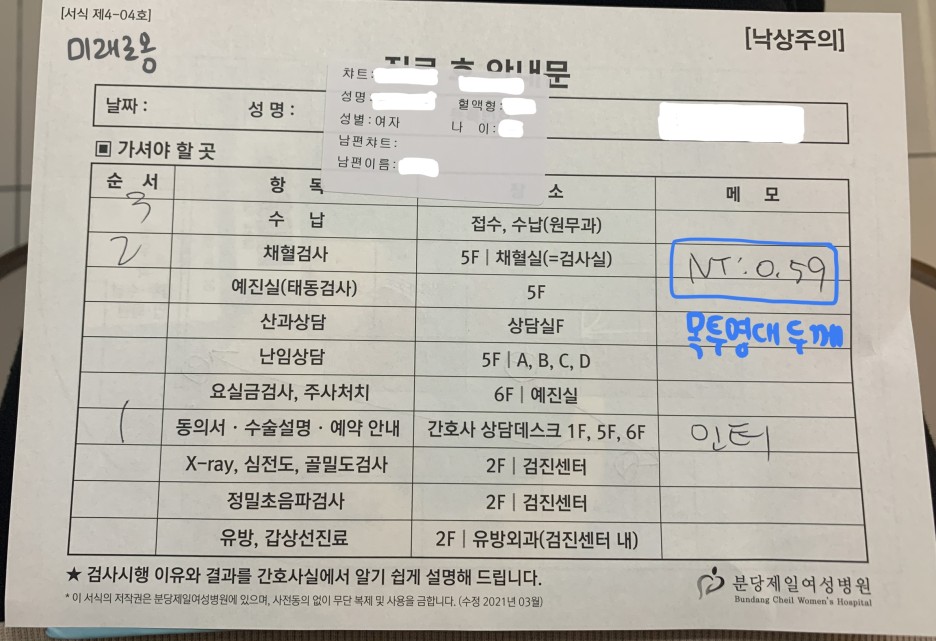 [서식 제4-04호]
미래로몽
[낙상주의]
진료 후 안내문
날짜 : 성 명 :
챠트:
성명: 혈액형:
성별: 여자 나 이:
남편챠트:
남편이름:
▣ 가셔야 할 곳
순 서 항 목 소 메 모
3 수 납 접수, 수납(원무과)
2 채혈검사 5F | 채혈실(=검사실) NT: 0.59
예진실(태동검사) 5F
목투명대 두께
산과상담 상담실F
난임상담 5F | A, B, C, D
요실금검사, 주사처치 6F | 예진실
1 동의서 · 수술설명 · 예약 안내 간호사 상담데스크 1F, 5F, 6F 인터
X-ray, 심전도, 골밀도검사 2F | 검진센터
정밀초음파검사 2F | 검진센터
유방, 갑상선진료 2F | 유방외과(검진센터 내)
★ 검사시행 이유와 결과를 간호사실에서 알기 쉽게 설명해 드립니다.
* 이 서식의 저작권은 분당제일여성병원에 있으며, 사전동의 없이 무단 복제 및 사용을 금합니다. (수정 2021년 03월)
분당제일여성병원
Bundang Cheil Women's Hospital